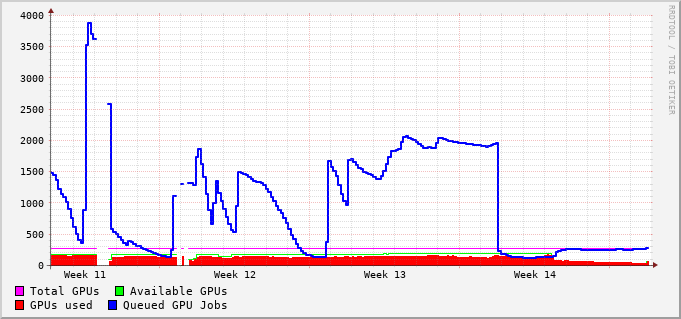 4000
3500
3000
2500
2000
1500
1000
500
0
Week 11 Week 12 Week 13 Week 14
Total GPUs Available GPUs
GPUs used Queued GPU Jobs
RRDTOOL / TOBI OETIKER